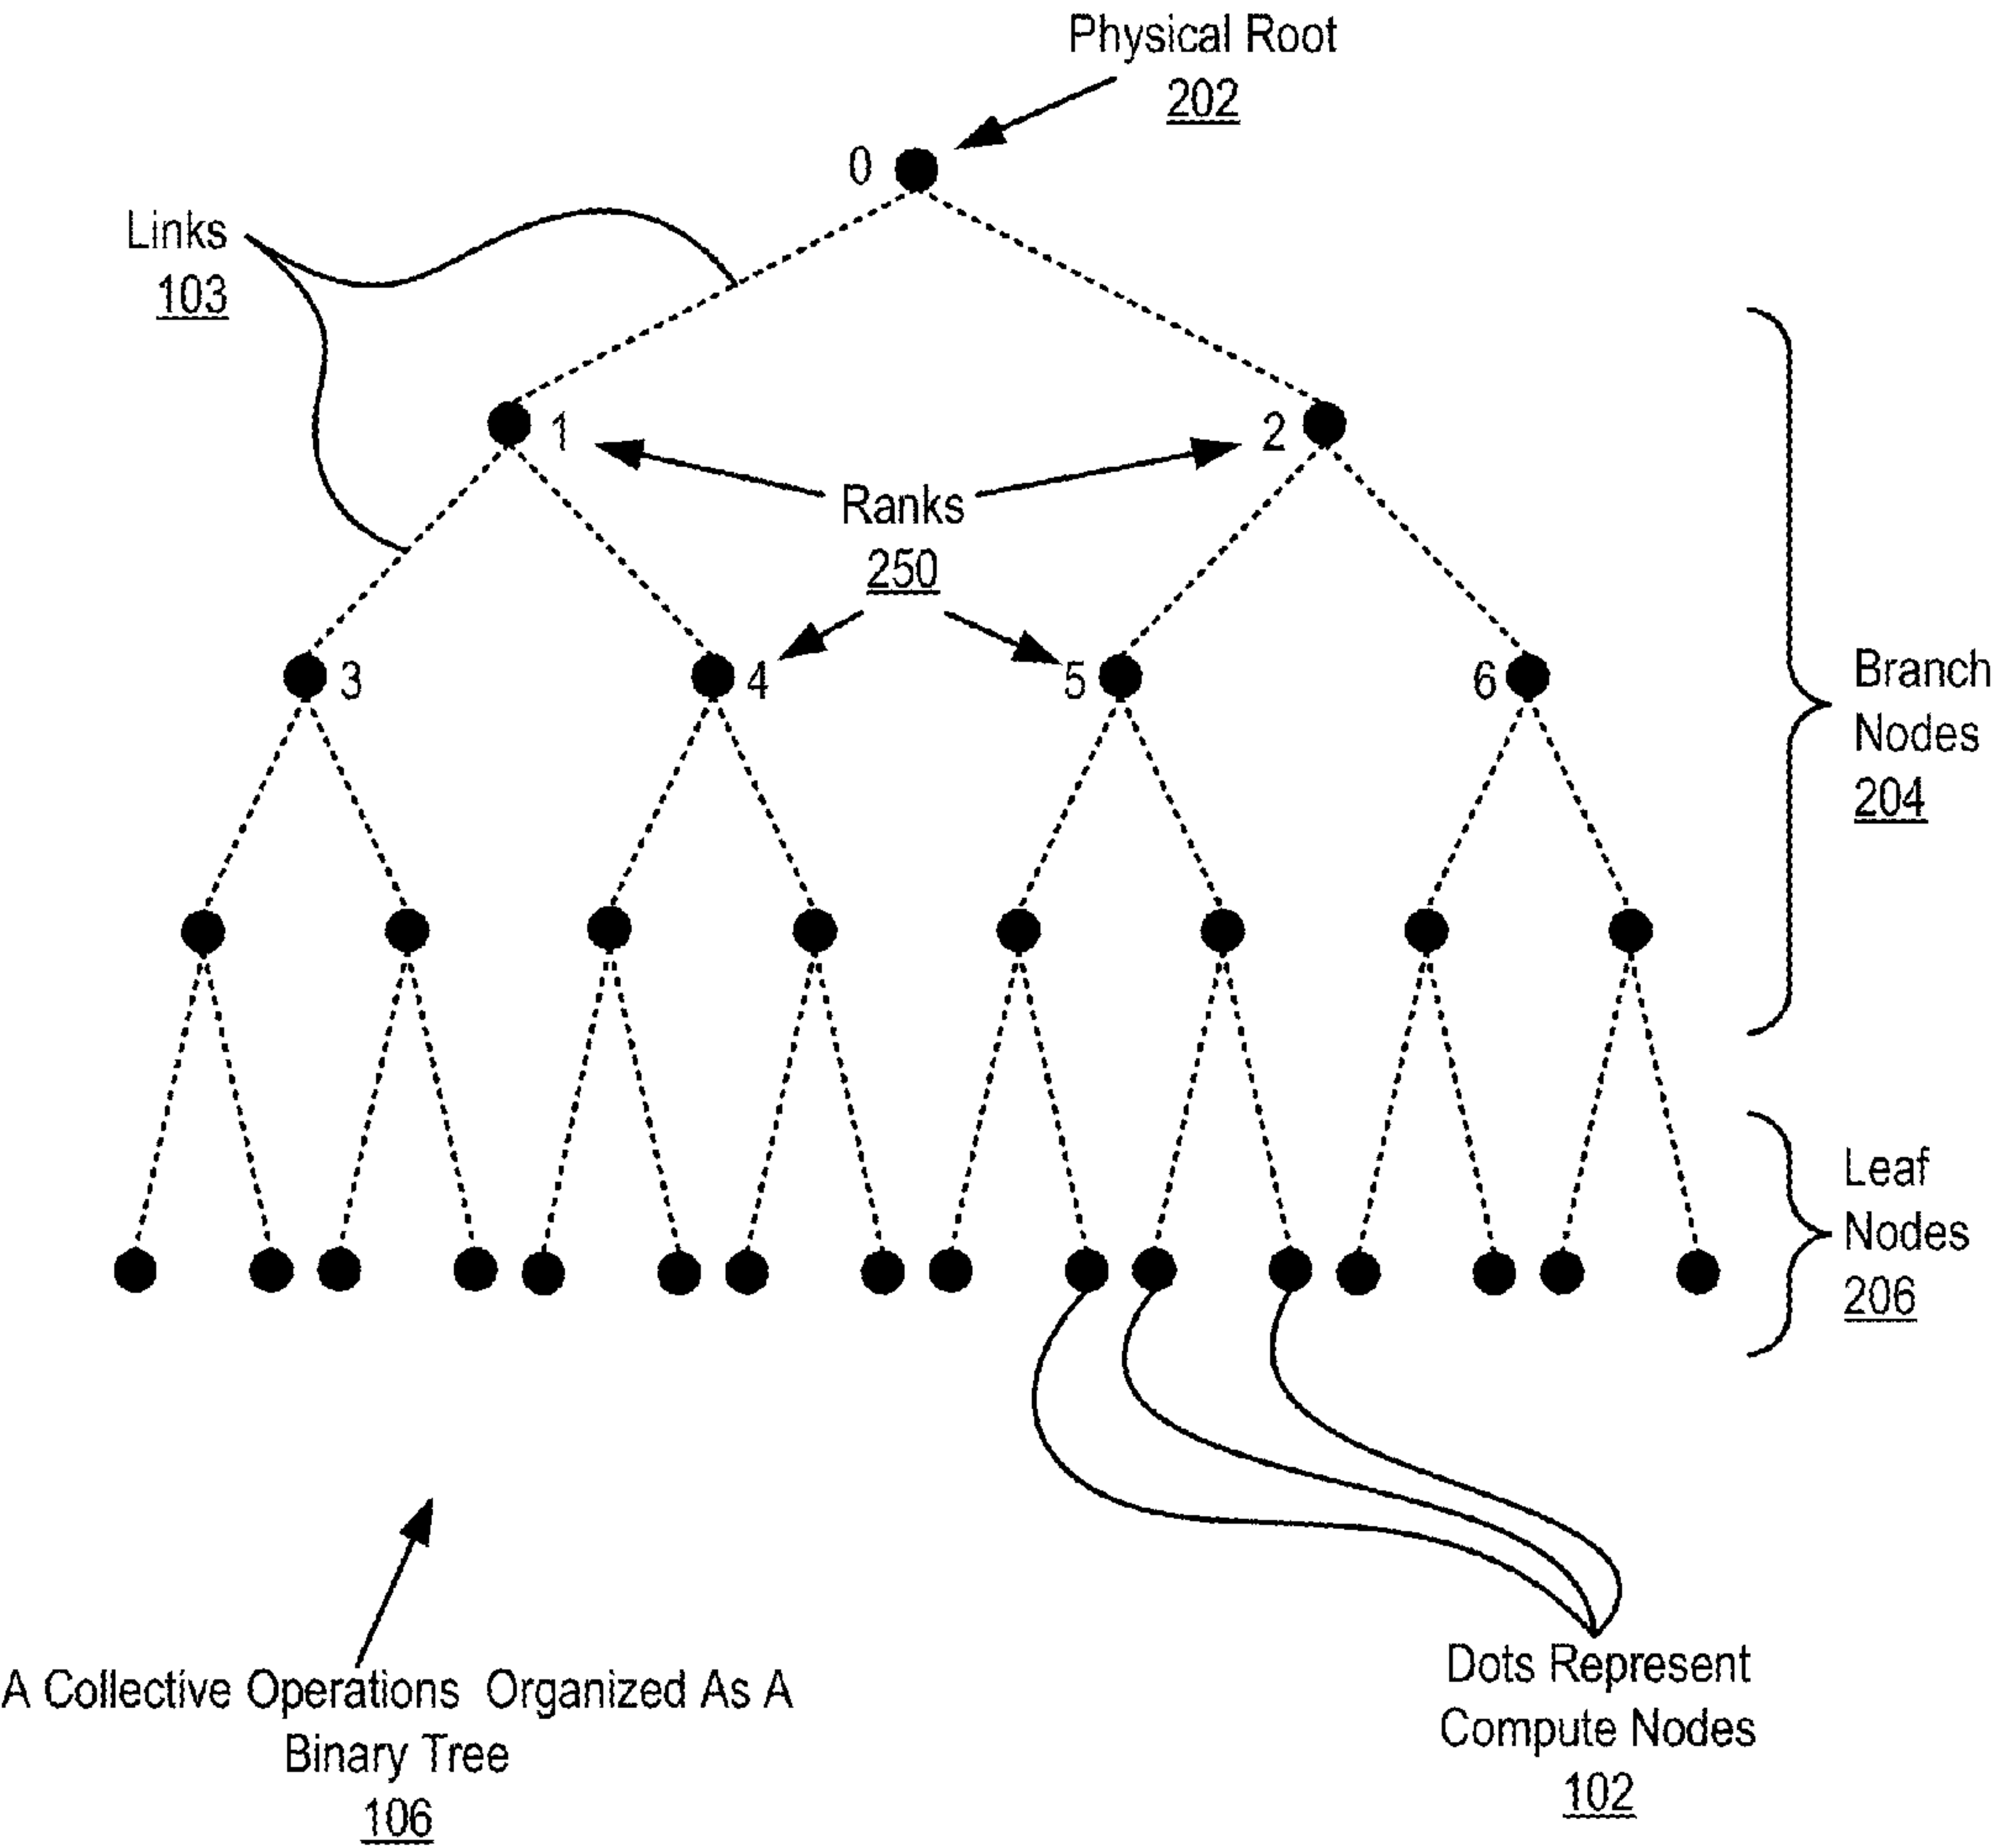 Physical Root
202
0
Links
103
1
2
Ranks
250
3
4
5
6
Branch
Nodes
204
Leaf
Nodes
206
A Collective Operations Organized As A
Binary Tree
106
Dots Represent
Compute Nodes
102